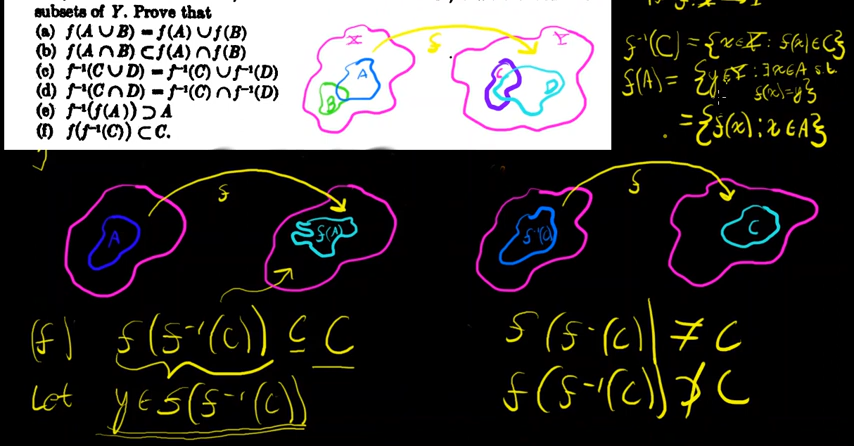 subsets of Y. Prove that
(a) f(A ∪ B) = f(A) ∪ f(B)
(b) f(A ∩ B) ⊂ f(A) ∩ f(B)
(c) f⁻¹(C ∪ D) = f⁻¹(C) ∪ f⁻¹(D)
(d) f⁻¹(C ∩ D) = f⁻¹(C) ∩ f⁻¹(D)
(e) f⁻¹(f(A)) ⊃ A
(f) f(f⁻¹(C)) ⊂ C.
X
f
Y
A
B
C
D
f⁻¹(C) = {x ∈ X : f(x) ∈ C}
f(A) = {y ∈ Y : ∃ x ∈ A s.t.
f(x) = y}
= {f(x) : x ∈ A}
f
A
f(A)
f
f⁻¹(C)
C
(f) f(f⁻¹(C)) ⊆ C
Let y ∈ f(f⁻¹(C))
f(f⁻¹(C)) ≠ C
f(f⁻¹(C)) ⊅ C